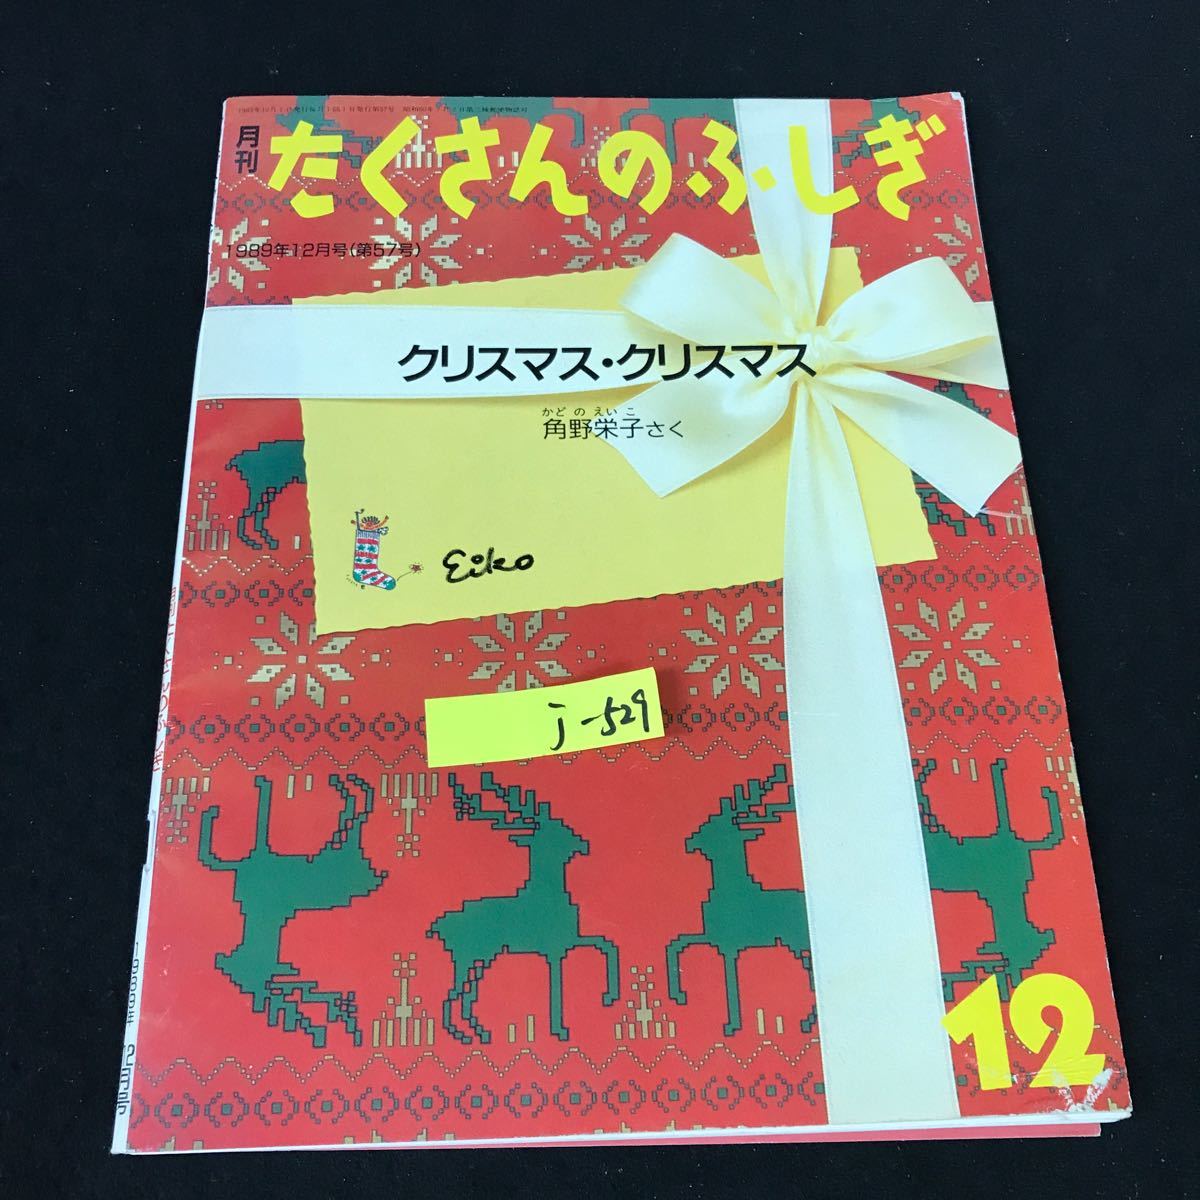 月刊
たくさんのふしぎ
1989年12月号(第57号)
クリスマス・クリスマス
かど の えい こ
角野栄子さく
Eiko
j-529
12